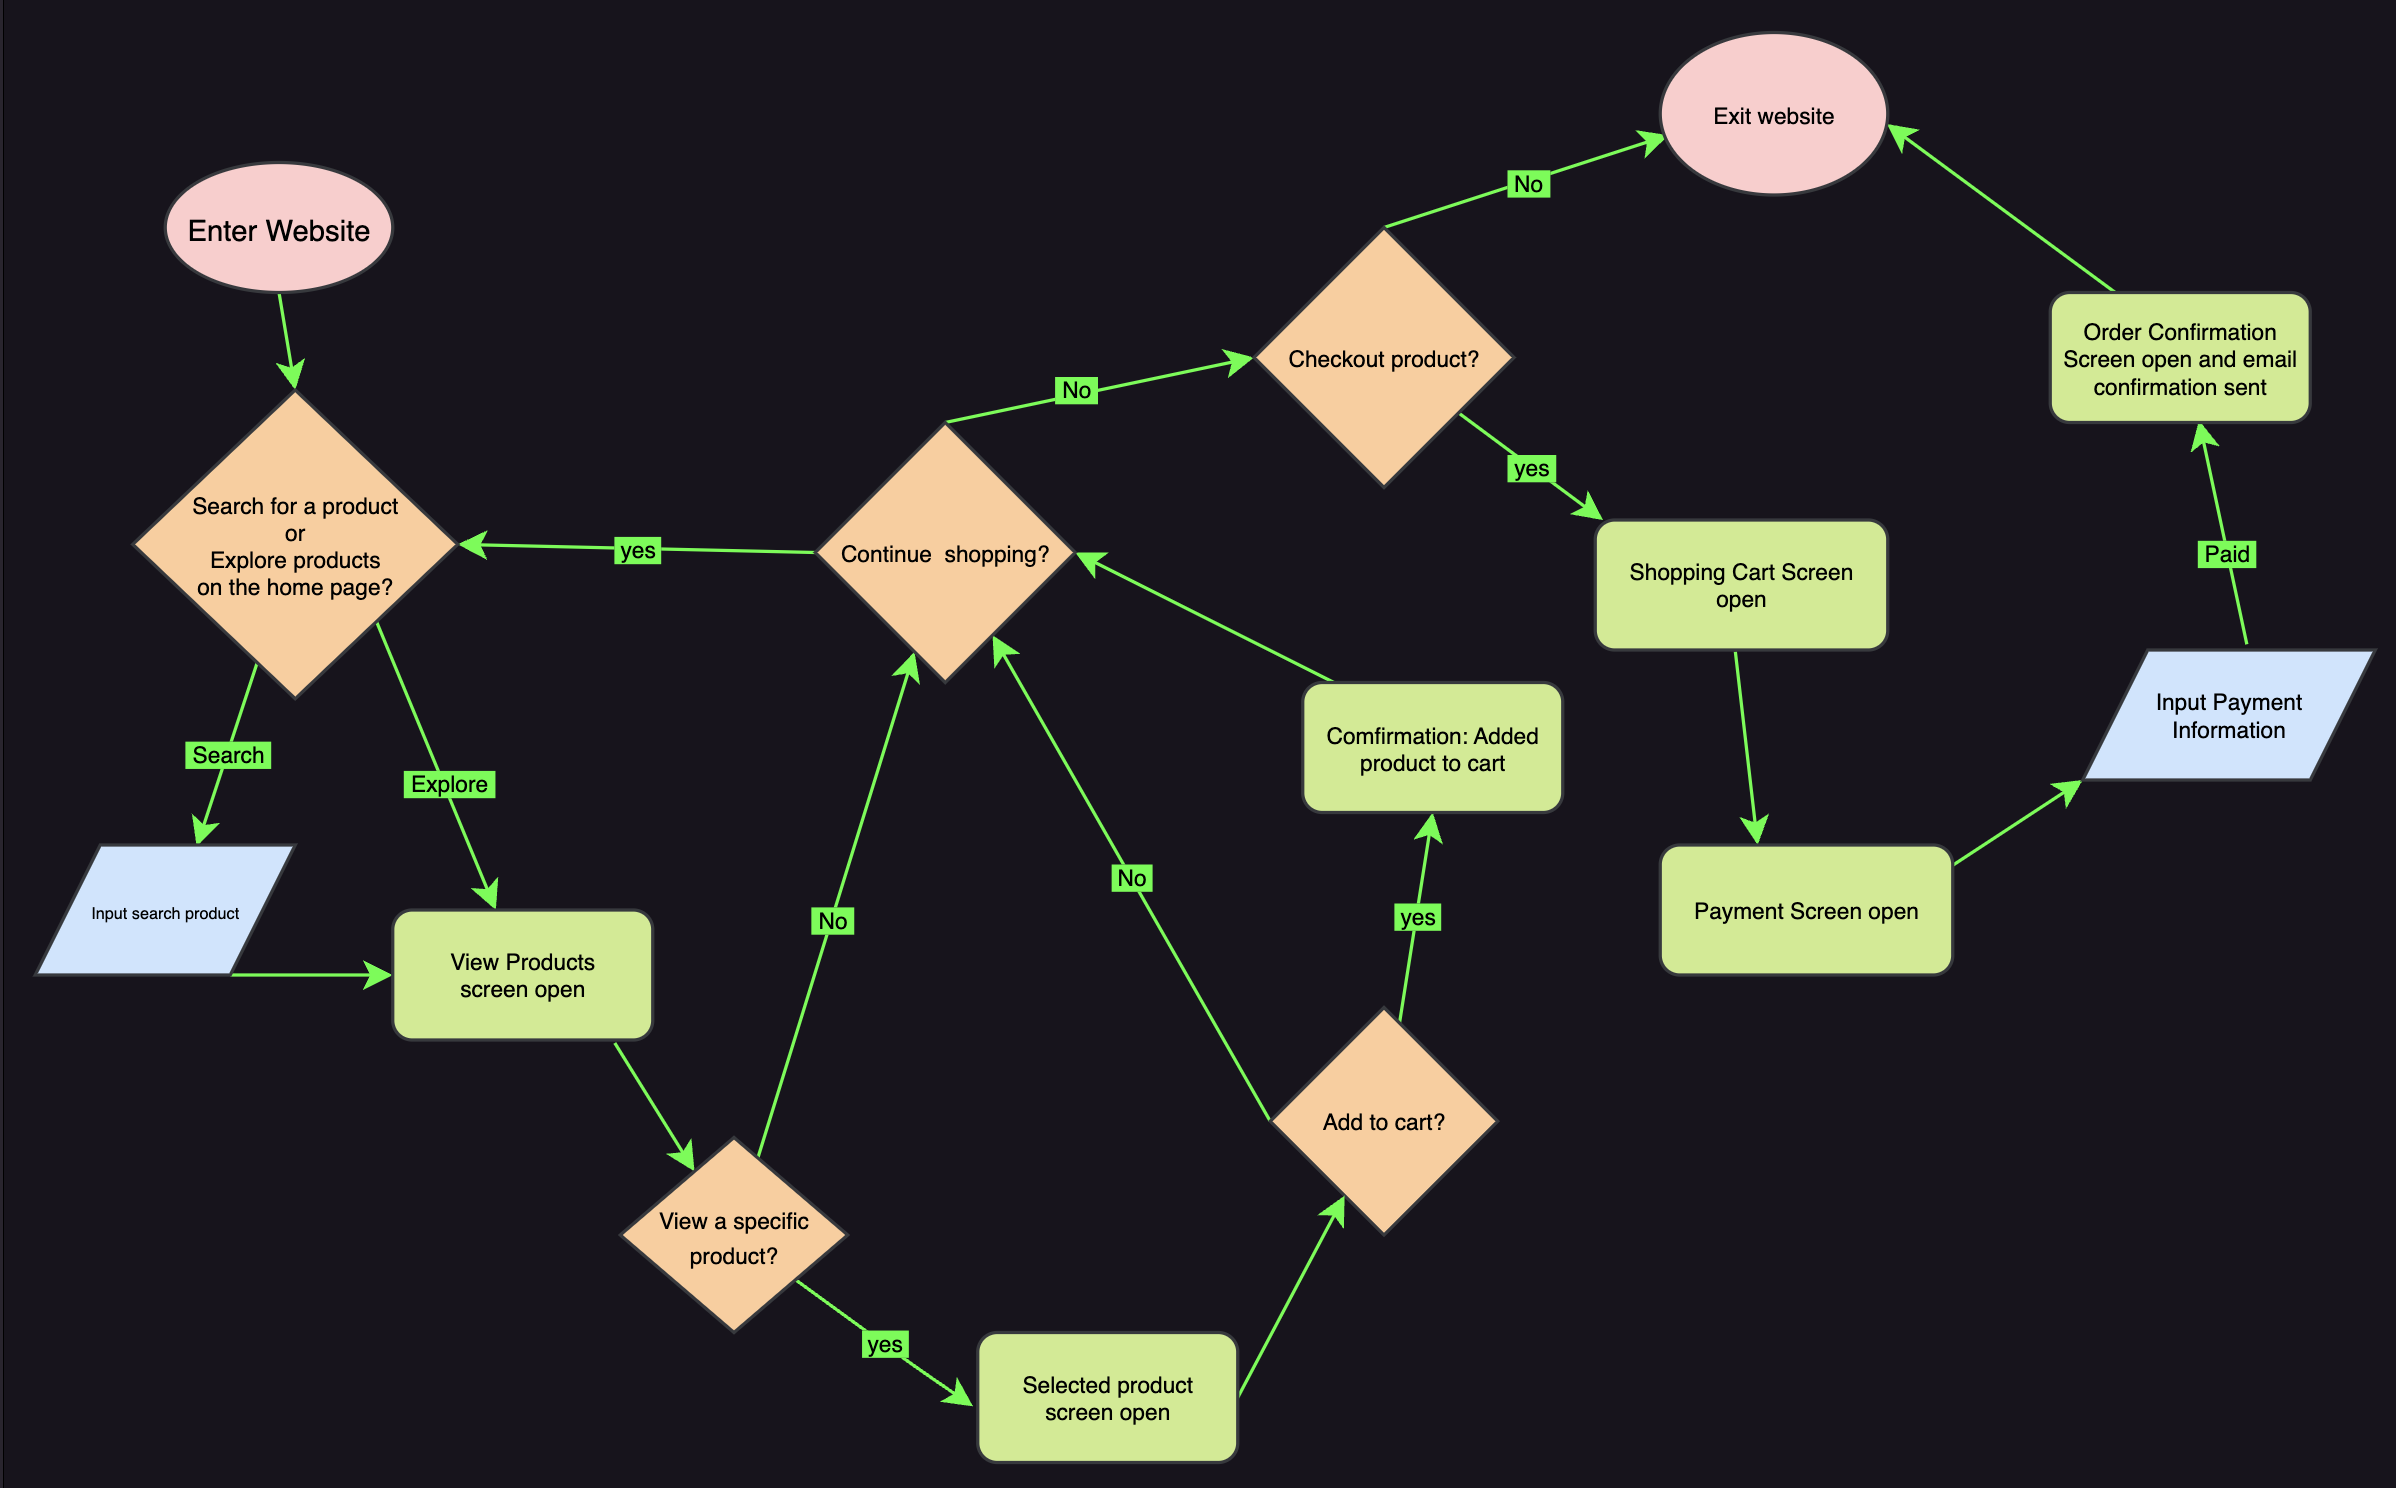 Exit website
No
Enter Website
Order Confirmation
Screen open and email
confirmation sent
Checkout product?
No
yes
Search for a product
or
Explore products
on the home page?
yes
Continue  shopping?
Shopping Cart Screen
open
Paid
Input Payment
Information
Comfirmation: Added
product to cart
Search
Explore
No
Input search product
View Products
screen open
No
yes
Payment Screen open
Add to cart?
View a specific
product?
yes
Selected product
screen open